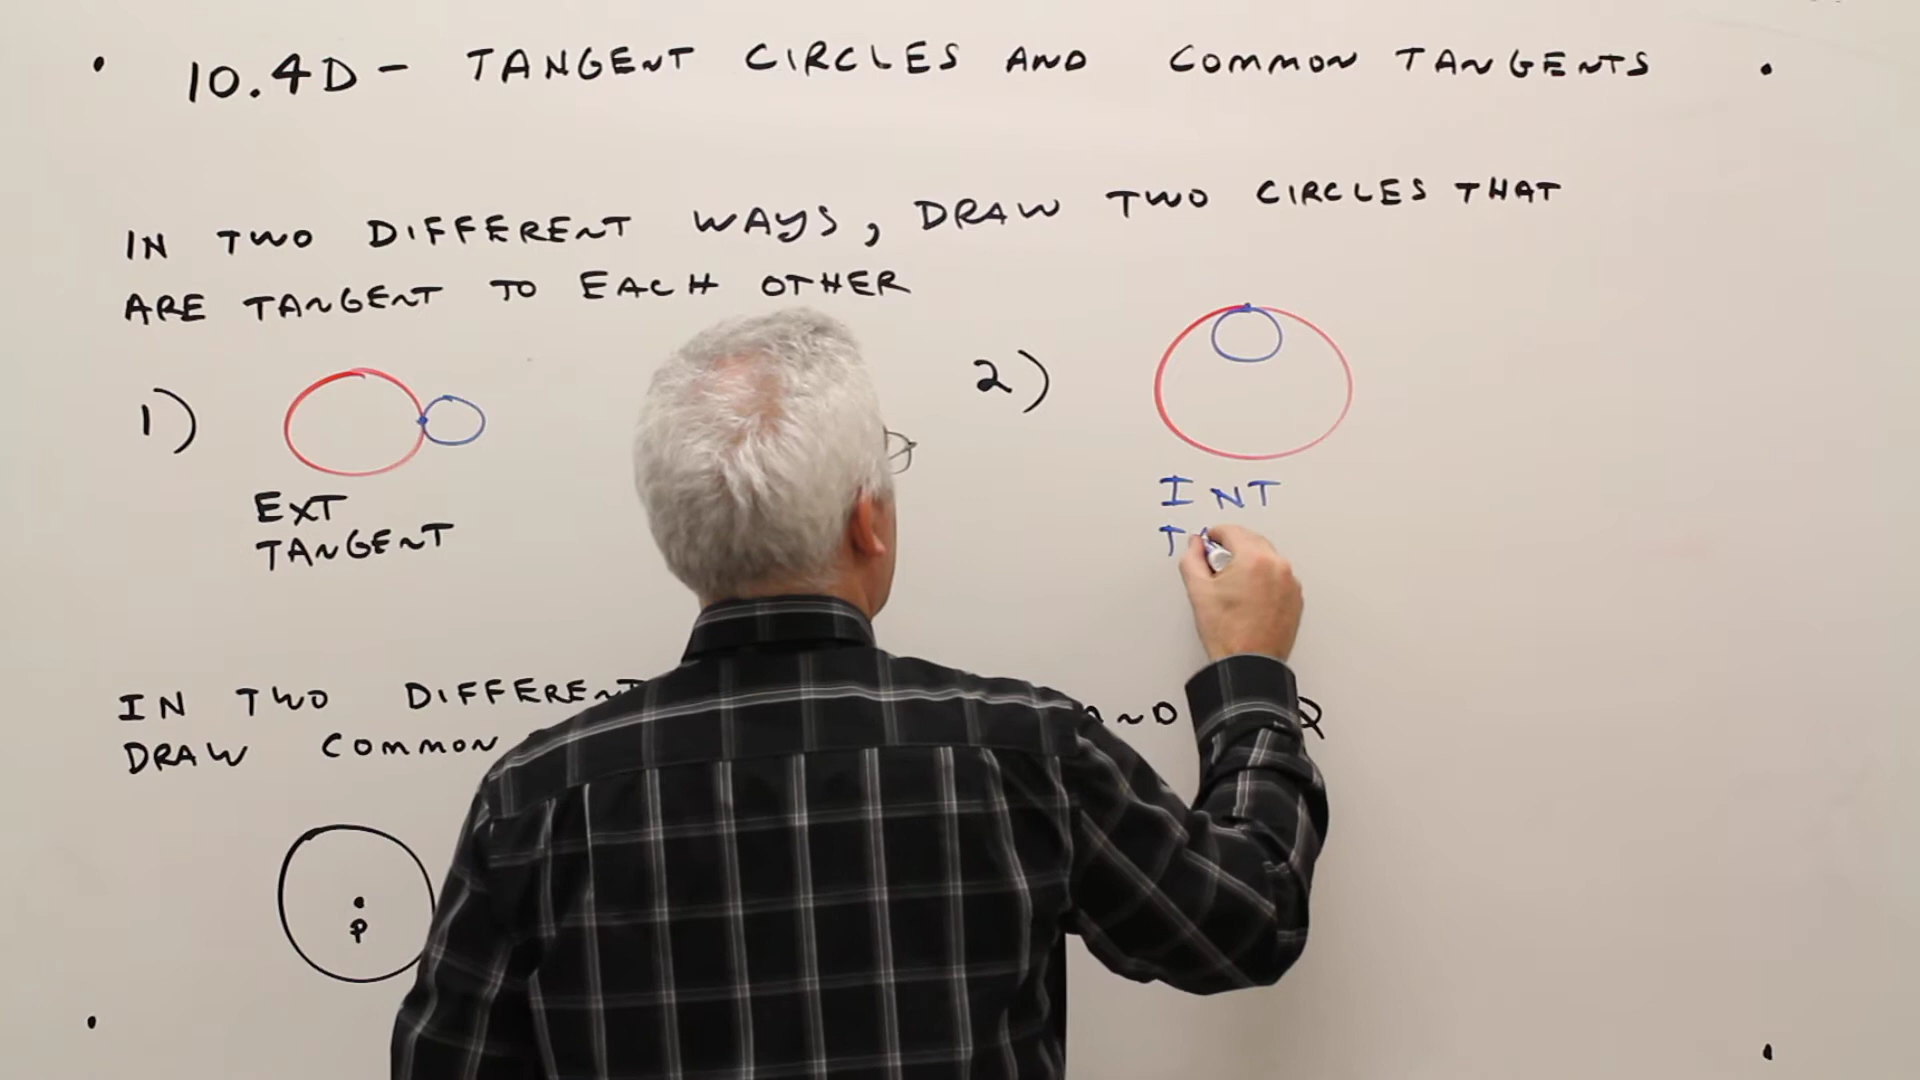 10.4D - TANGENT CIRCLES AND COMMON TANGENTS
IN TWO DIFFERENT WAYS, DRAW TWO CIRCLES THAT
ARE TANGENT TO EACH OTHER
1)
2)
EXT
TANGENT
INT
IN TWO
DRAW COMMON
P